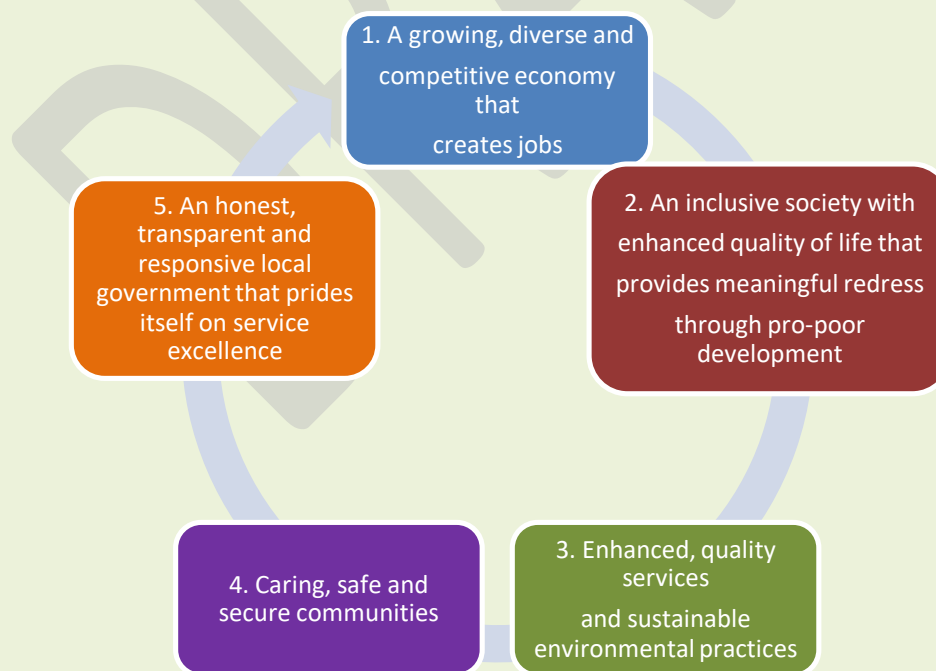 1. A growing, diverse and
competitive economy
that
creates jobs
2. An inclusive society with
enhanced quality of life that
provides meaningful redress
through pro-poor
development
3. Enhanced, quality
services
and sustainable
environmental practices
4. Caring, safe and
secure communities
5. An honest,
transparent and
responsive local
government that prides
itself on service
excellence